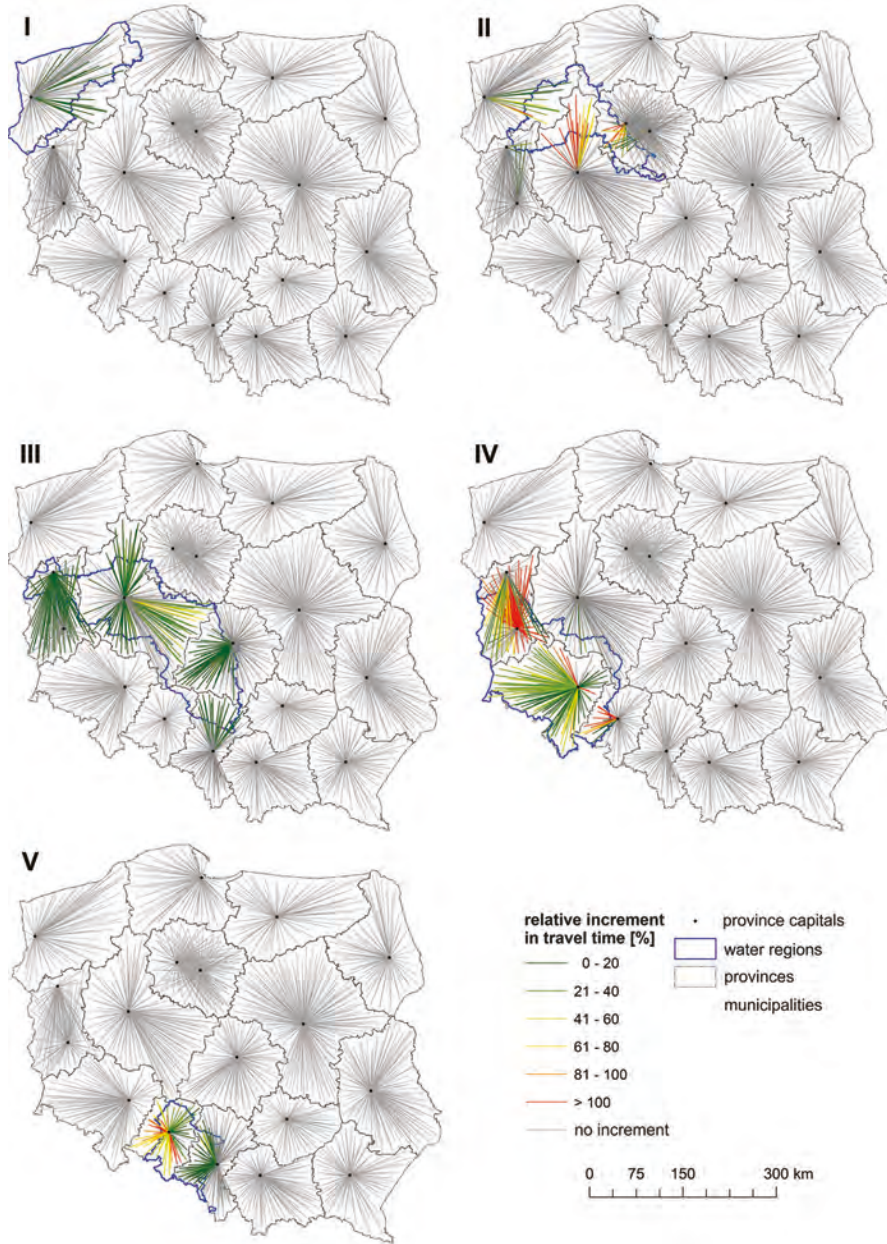 I
II
III
IV
V
relative increment
in travel time [%]
0 - 20
21 - 40
41 - 60
61 - 80
81 - 100
> 100
no increment
province capitals
water regions
provinces
municipalities
0 75 150 300 km